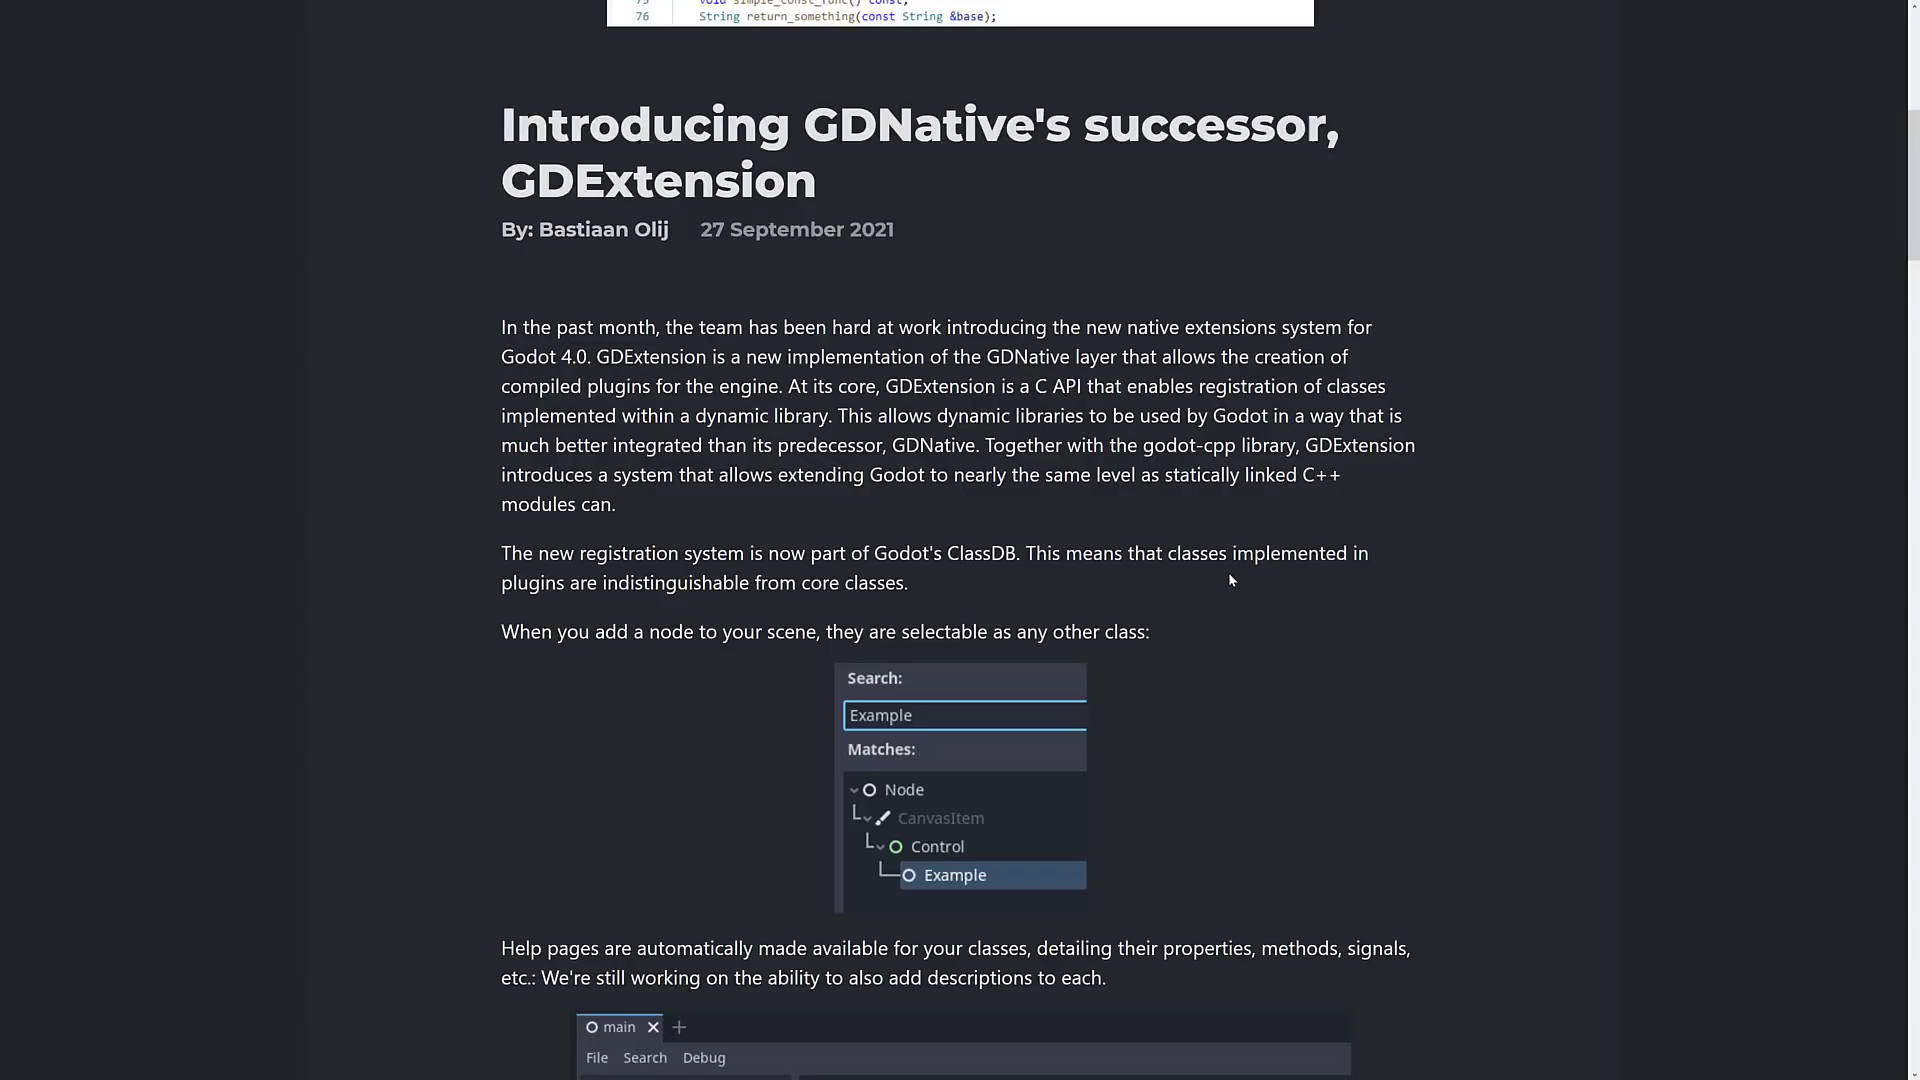 75 void simple_const_func() const;
76 String return_something(const String &base);
Introducing GDNative's successor,
GDExtension
By: Bastiaan Olij 27 September 2021
In the past month, the team has been hard at work introducing the new native extensions system for
Godot 4.0. GDExtension is a new implementation of the GDNative layer that allows the creation of
compiled plugins for the engine. At its core, GDExtension is a C API that enables registration of classes
implemented within a dynamic library. This allows dynamic libraries to be used by Godot in a way that is
much better integrated than its predecessor, GDNative. Together with the godot-cpp library, GDExtension
introduces a system that allows extending Godot to nearly the same level as statically linked C++
modules can.
The new registration system is now part of Godot's ClassDB. This means that classes implemented in
plugins are indistinguishable from core classes.
When you add a node to your scene, they are selectable as any other class:
Search:
Example
Matches:
Node
CanvasItem
Control
Example
Help pages are automatically made available for your classes, detailing their properties, methods, signals,
etc.: We're still working on the ability to also add descriptions to each.
main
File Search Debug